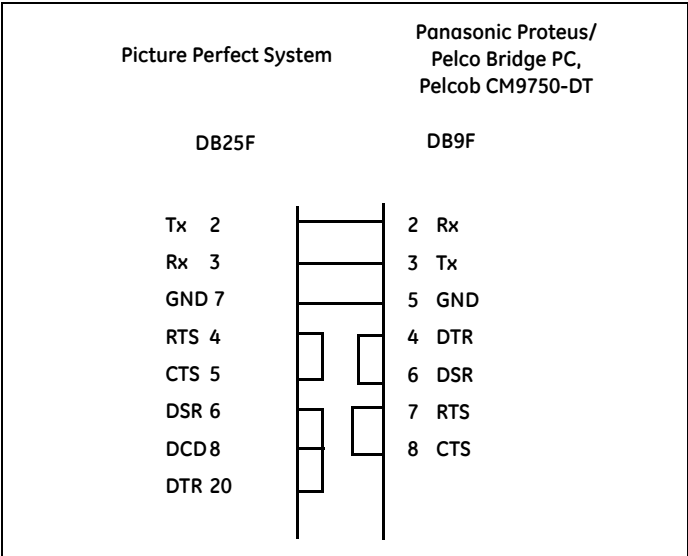 Picture Perfect System
Panasonic Proteus/
Pelco Bridge PC,
Pelcob CM9750-DT
DB25F
DB9F
Tx 2
2 Rx
Rx 3
3 Tx
GND 7
5 GND
RTS 4
4 DTR
CTS 5
6 DSR
DSR 6
7 RTS
DCD 8
8 CTS
DTR 20